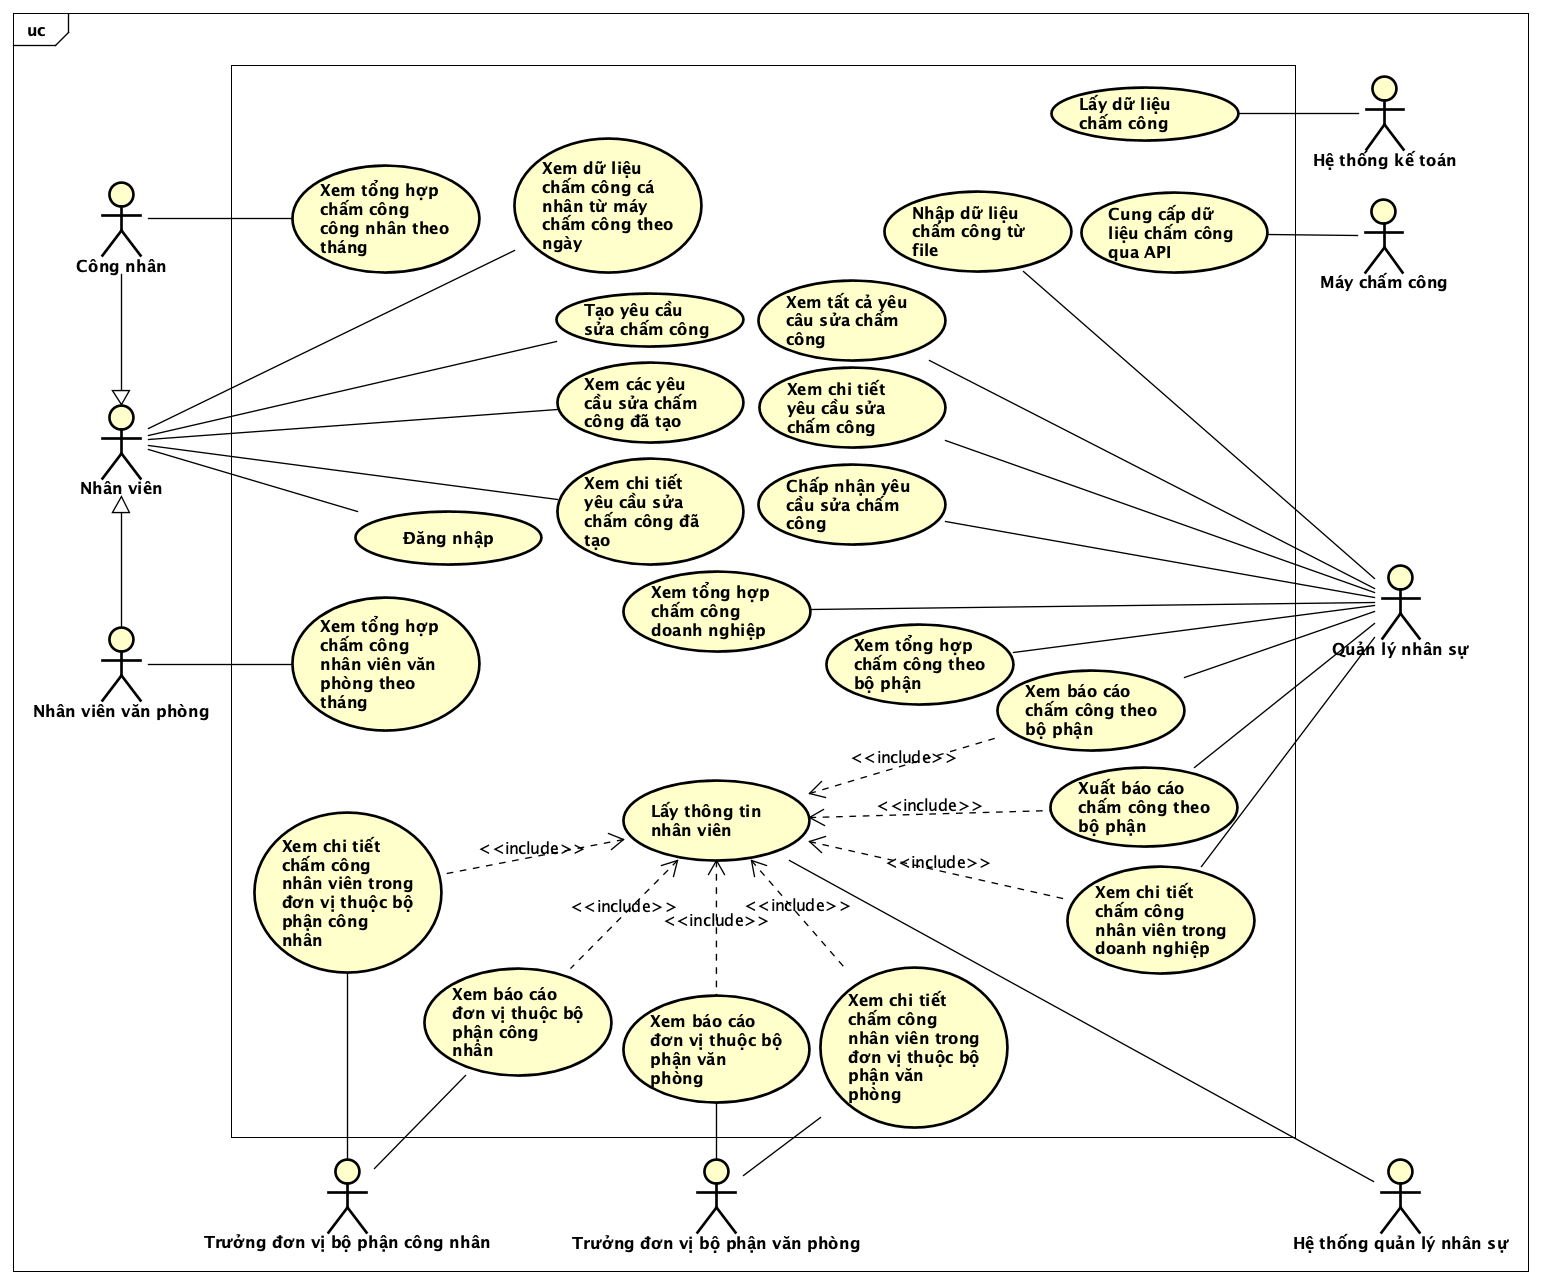 uc
Lấy dữ liệu
chấm công
Hệ thống kế toán
Xem tổng hợp
chấm công
công nhân theo
tháng
Xem dữ liệu
chấm công cá
nhân từ máy
chấm công theo
ngày
Nhập dữ liệu
chấm công từ
file
Cung cấp dữ
liệu chấm công
qua API
Công nhân
Máy chấm công
Tạo yêu cầu
sửa chấm công
Xem tất cả yêu
câu sửa chấm
công
Xem các yêu
cầu sửa chấm
công đã tạo
Xem chi tiết
yêu cầu sửa
chấm công
Nhân viên
Xem chi tiết
yêu cầu sửa
chấm công đã
tạo
Chấp nhận yêu
cầu sửa chấm
công
Đăng nhập
Xem tổng hợp
chấm công
doanh nghiệp
Xem tổng hợp
chấm công
nhân viên văn
phòng theo
tháng
Xem tổng hợp
chấm công theo
bộ phận
Quản lý nhân sự
Nhân viên văn phòng
Xem báo cáo
chấm công theo
bộ phận
<<include>>
Lấy thông tin
nhân viên
<<include>>
Xuất báo cáo
chấm công theo
bộ phận
Xem chi tiết
chấm công
nhân viên trong
đơn vị thuộc bộ
phận công
nhân
<<include>>
<<include>>
Xem chi tiết
chấm công
nhân viên trong
doanh nghiệp
<<include>>
<<include>>
<<include>>
Xem báo cáo
đơn vị thuộc bộ
phận công
nhân
Xem báo cáo
đơn vị thuộc bộ
phận văn
phòng
Xem chi tiết
chấm công
nhân viên trong
đơn vị thuộc bộ
phận văn
phòng
Trưởng đơn vị bộ phận công nhân
Trưởng đơn vị bộ phận văn phòng
Hệ thống quản lý nhân sự